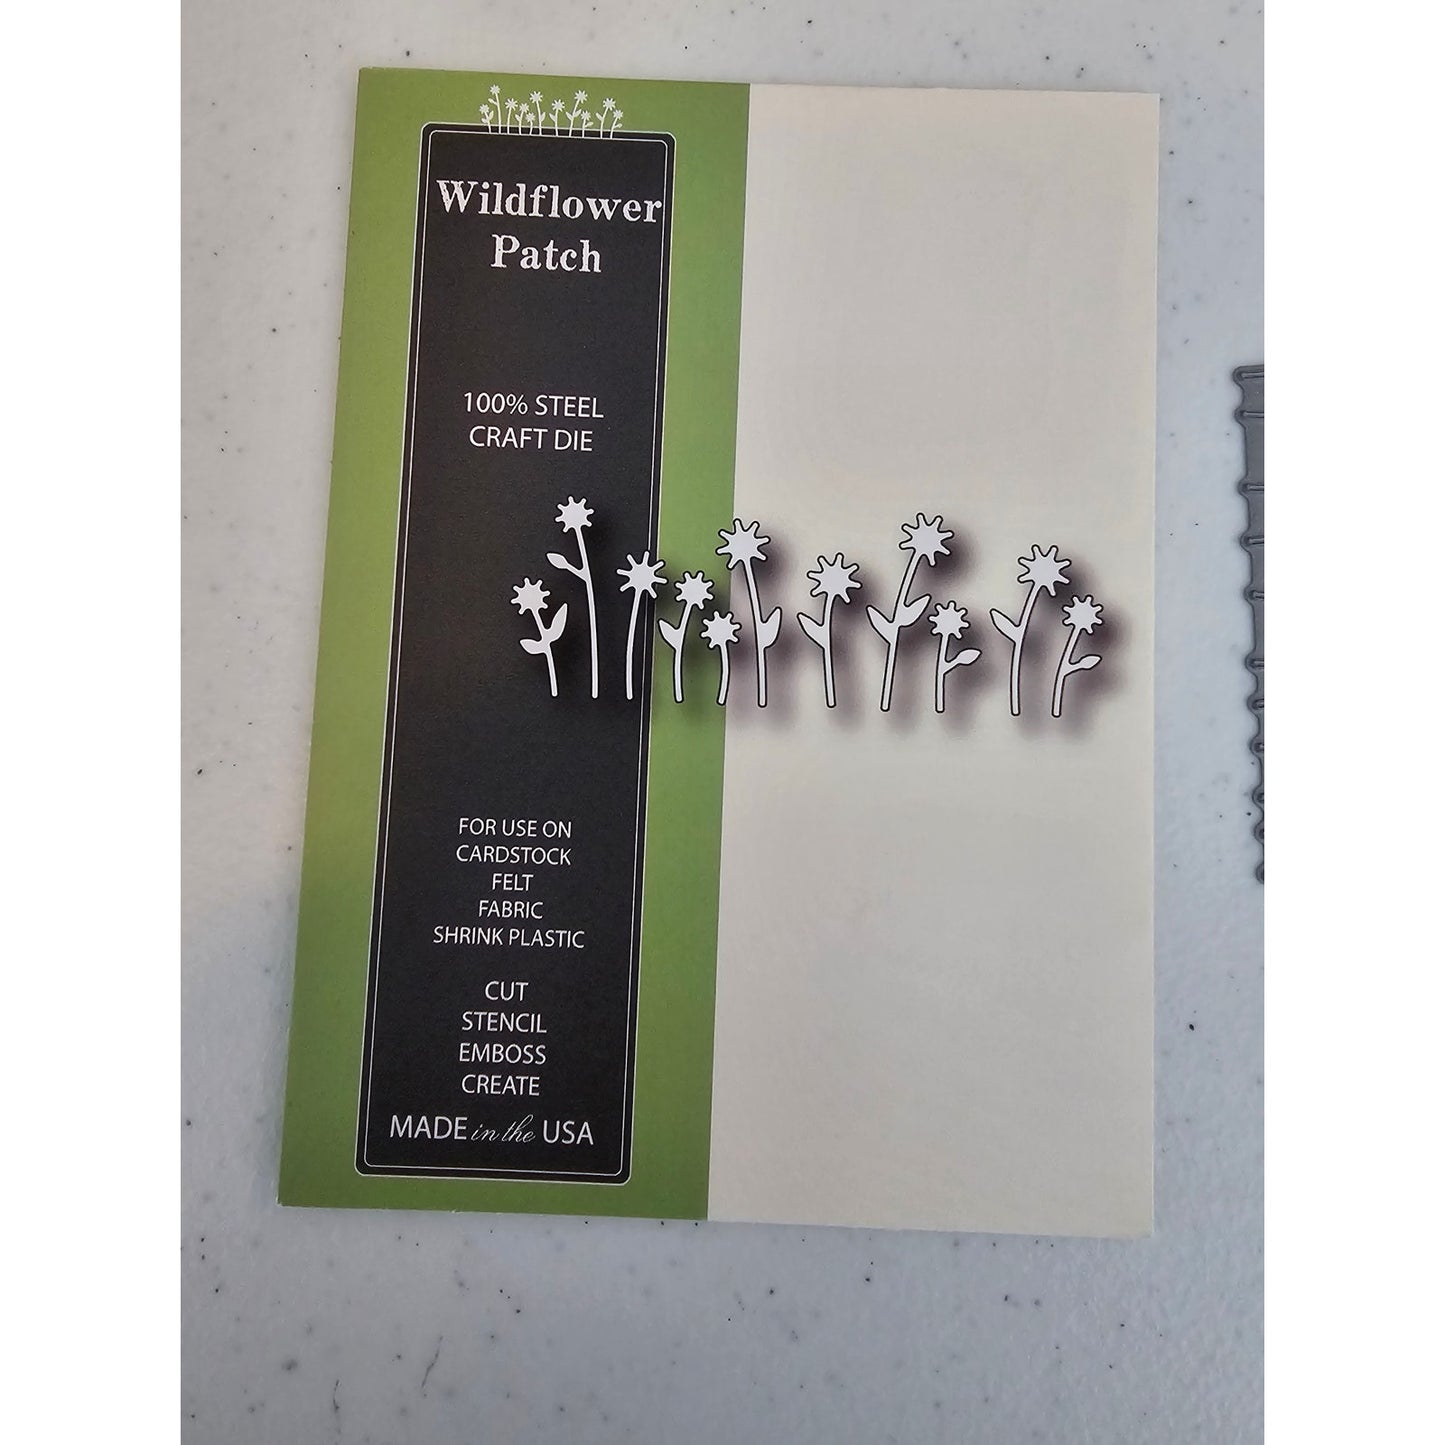 Wildflower
Patch
100% STEEL
CRAFT DIE
FOR USE ON
CARDSTOCK
FELT
FABRIC
SHRINK PLASTIC
CUT
STENCIL
EMBOSS
CREATE
MADE in the USA